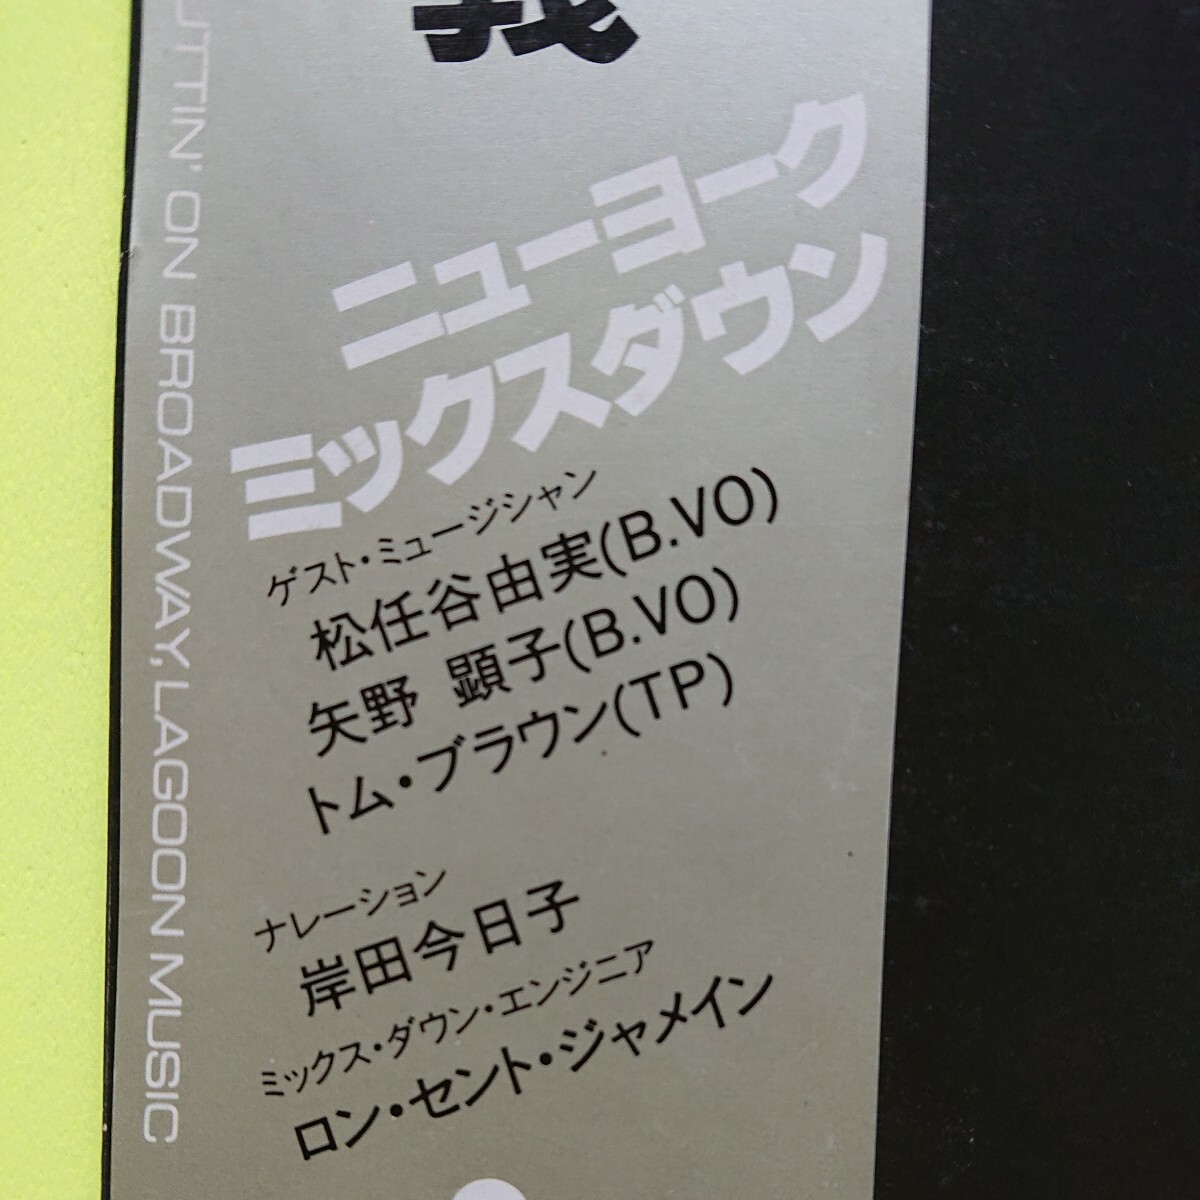 ニューヨーク
ミックスダウン
ゲスト・ミュージシャン
松任谷由実(B.VO)
矢野 顕子(B.VO)
トム・ブラウン(TP)
ナレーション
岸田今日子
ミックス・ダウン・エンジニア
ロン・セント・ジャメイン
UTTIN' ON BROADWAY, LAGOON MUSIC